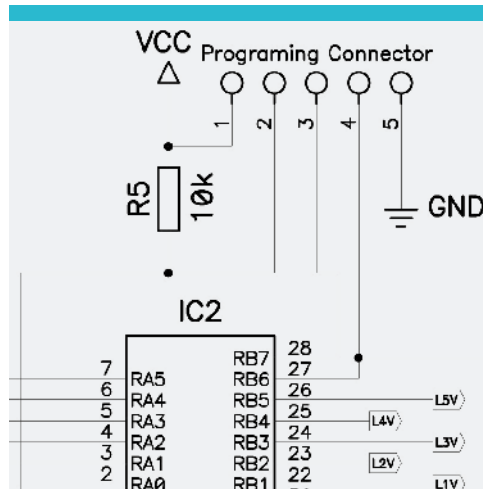 VCC Programing Connector
1 2 3 4 5
R5 10k
GND
IC2
28
7 RA5 RB7 27
6 RA4 RB6 26 L5V
5 RA3 RB5 25 L4V
4 RA2 RB4 24 L3V
3 RA1 RB3 23 L2V
2 RA0 RB2 22 L1V
RB1